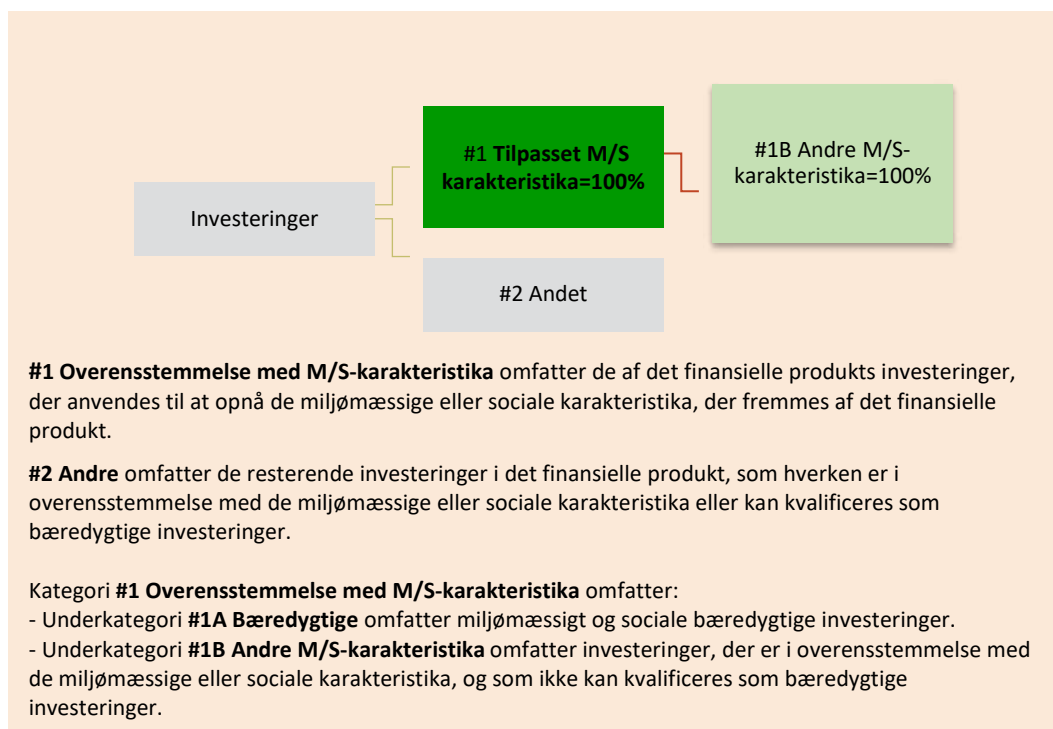 #1 Tilpasset M/S
karakteristika=100%
#1B Andre M/S-
karakteristika=100%
Investeringer
#2 Andet
#1 Overensstemmelse med M/S-karakteristika omfatter de af det finansielle produkts investeringer,
der anvendes til at opnå de miljømæssige eller sociale karakteristika, der fremmes af det finansielle
produkt.
#2 Andre omfatter de resterende investeringer i det finansielle produkt, som hverken er i
overensstemmelse med de miljømæssige eller sociale karakteristika eller kan kvalificeres som
bæredygtige investeringer.
Kategori #1 Overensstemmelse med M/S-karakteristika omfatter:
- Underkategori #1A Bæredygtige omfatter miljømæssigt og sociale bæredygtige investeringer.
- Underkategori #1B Andre M/S-karakteristika omfatter investeringer, der er i overensstemmelse med
de miljømæssige eller sociale karakteristika, og som ikke kan kvalificeres som bæredygtige
investeringer.